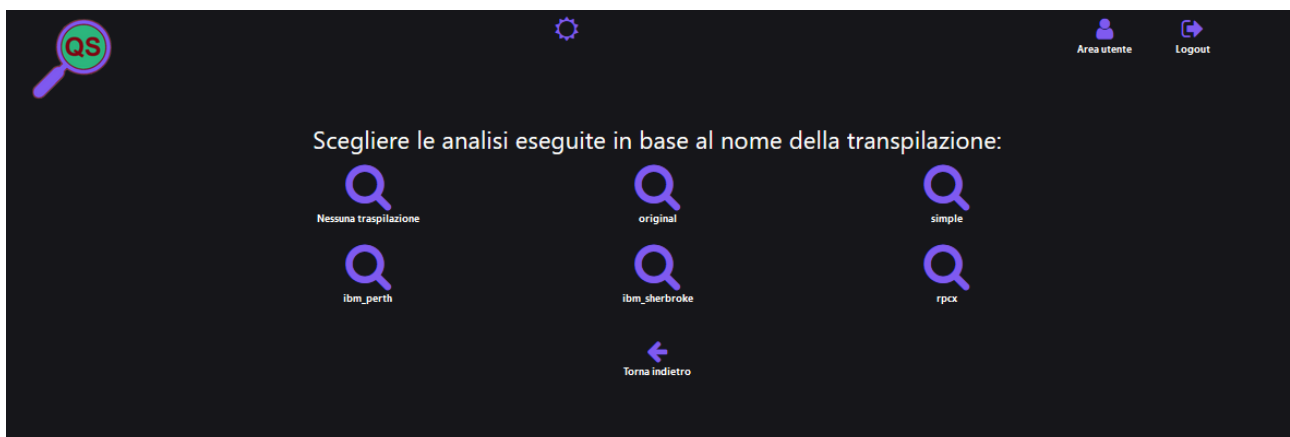 QS
Area utente
Logout
Scegliere le analisi eseguite in base al nome della transpilazione:
Nessuna traspilazione
original
simple
ibm_perth
ibm_sherbroke
rpcx
Torna indietro